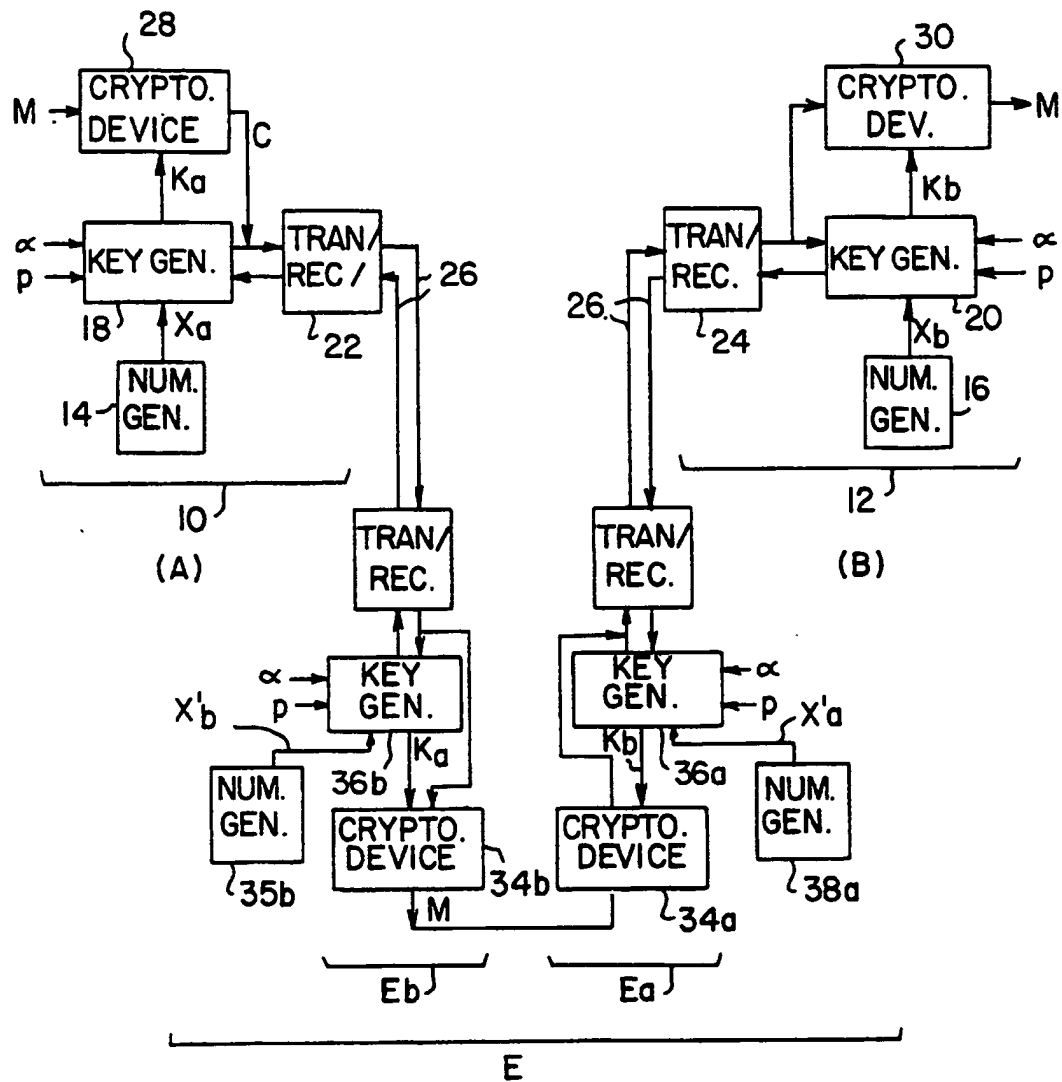 28
30
CRYPTO.
DEVICE
M
C
CRYPTO.
DEV.
M
Ka
Kb
α
p
KEY GEN.
TRAN/
REC/
26
TRAN/
REC.
KEY GEN.
α
p
18
Xa
22
26
24
Xb
20
14
NUM.
GEN.
NUM.
GEN.
16
10
12
(A)
(B)
TRAN/
REC.
TRAN/
REC.
α
p
KEY
GEN.
KEY
GEN.
α
p
X'b
X'a
Ka
36b
Kb
36a
NUM.
GEN.
NUM.
GEN.
CRYPTO.
DEVICE
CRYPTO.
DEVICE
35b
34b
34a
38a
M
Eb
Ea
E